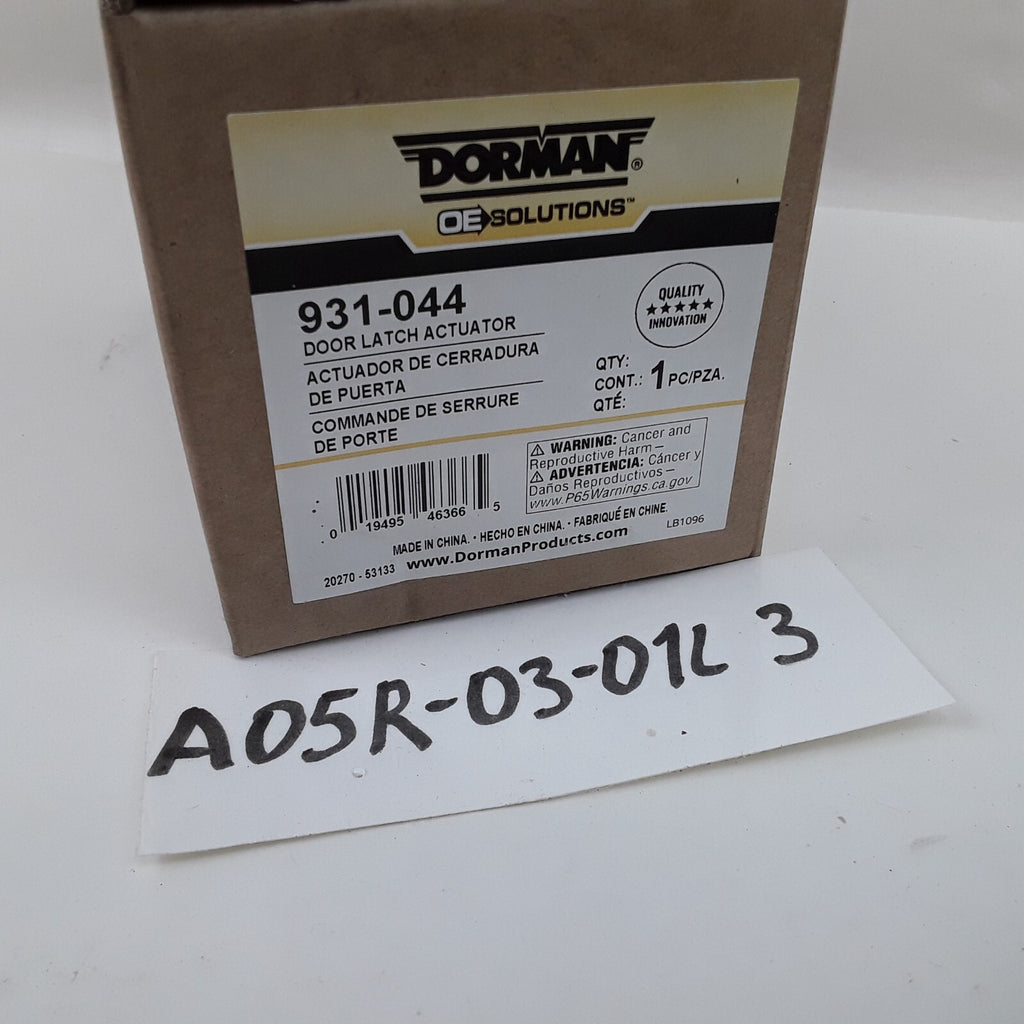 DORMAN®
OE SOLUTIONS™
931-044
DOOR LATCH ACTUATOR
ACTUADOR DE CERRADURA
DE PUERTA
COMMANDE DE SERRURE
DE PORTE
QUALITY
★★★★★
INNOVATION
QTY:
CONT.: 1 PC/PZA.
QTÉ:
⚠ WARNING: Cancer and
Reproductive Harm –
⚠ ADVERTENCIA: Cáncer y
Daños Reproductivos –
www.P65Warnings.ca.gov
0 19495 46366 5
MADE IN CHINA. • HECHO EN CHINA. • FABRIQUÉ EN CHINE.
LB1096
20270 - 53133 www.DormanProducts.com
A05R-03-01L 3